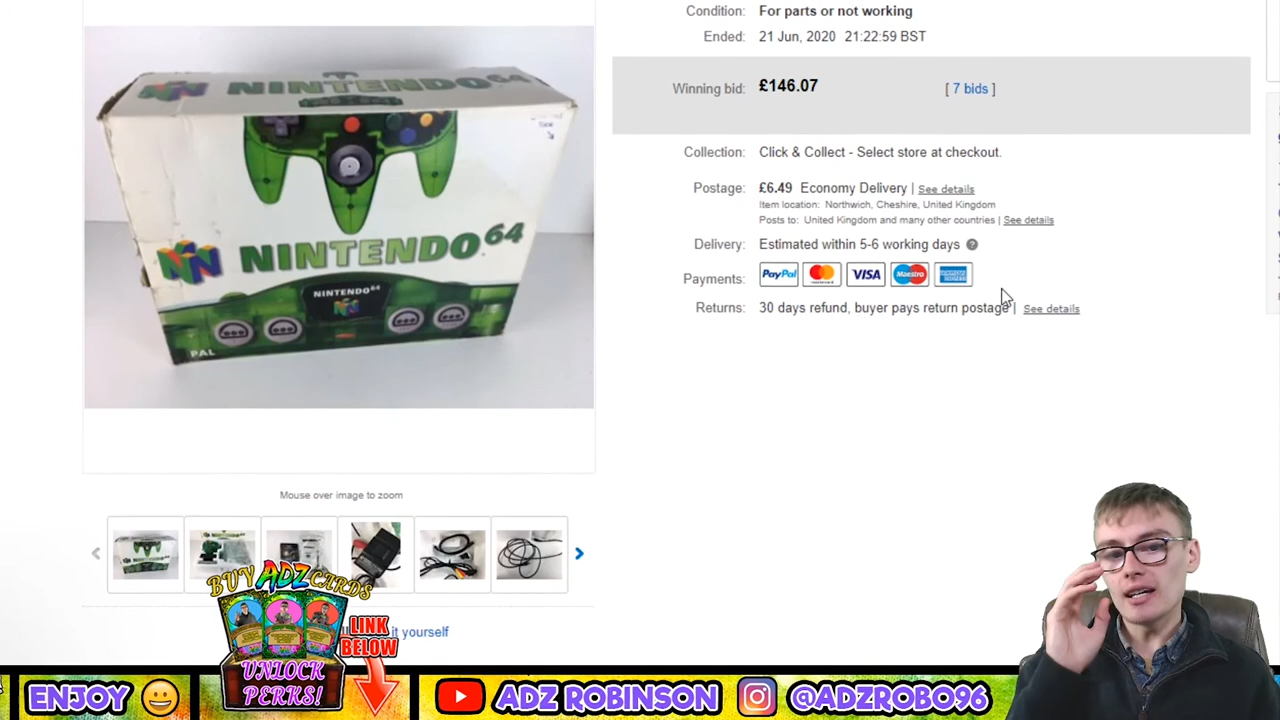 Condition: For parts or not working
Ended: 21 Jun, 2020 21:22:59 BST
Winning bid: £146.07 [ 7 bids ]
Collection: Click & Collect - Select store at checkout.
Postage: £6.49 Economy Delivery | See details
Item location: Northwich, Cheshire, United Kingdom
Posts to: United Kingdom and many other countries | See details
Delivery: Estimated within 5-6 working days ?
Payments: PayPal VISA Maestro
Returns: 30 days refund, buyer pays return postage | See details
NINTENDO 64
NINTENDO 64
NINTENDO 64
PAL
Mouse over image to zoom
it yourself
BUY ADZ CARDS
UNLOCK
PERKS!
LINK
BELOW
ENJOY
ADZ ROBINSON
@ADZROBO96